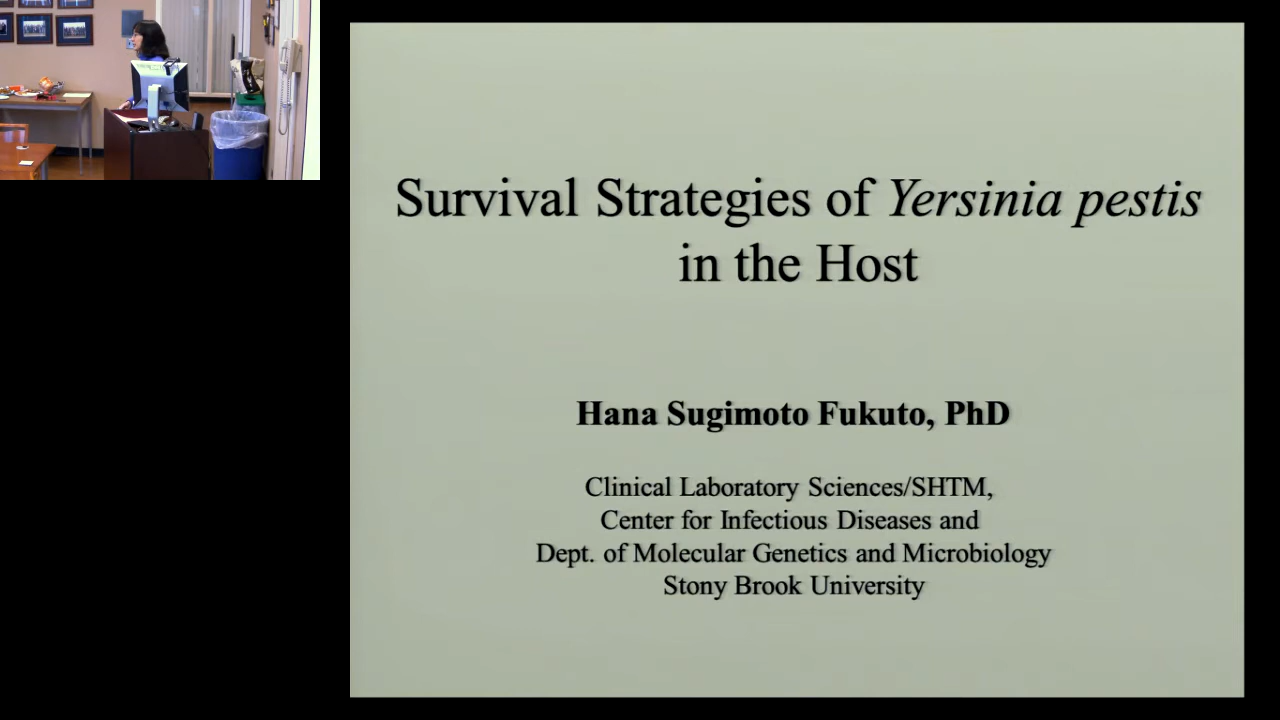 Survival Strategies of Yersinia pestis
in the Host
Hana Sugimoto Fukuto, PhD
Clinical Laboratory Sciences/SHTM,
Center for Infectious Diseases and
Dept. of Molecular Genetics and Microbiology
Stony Brook University